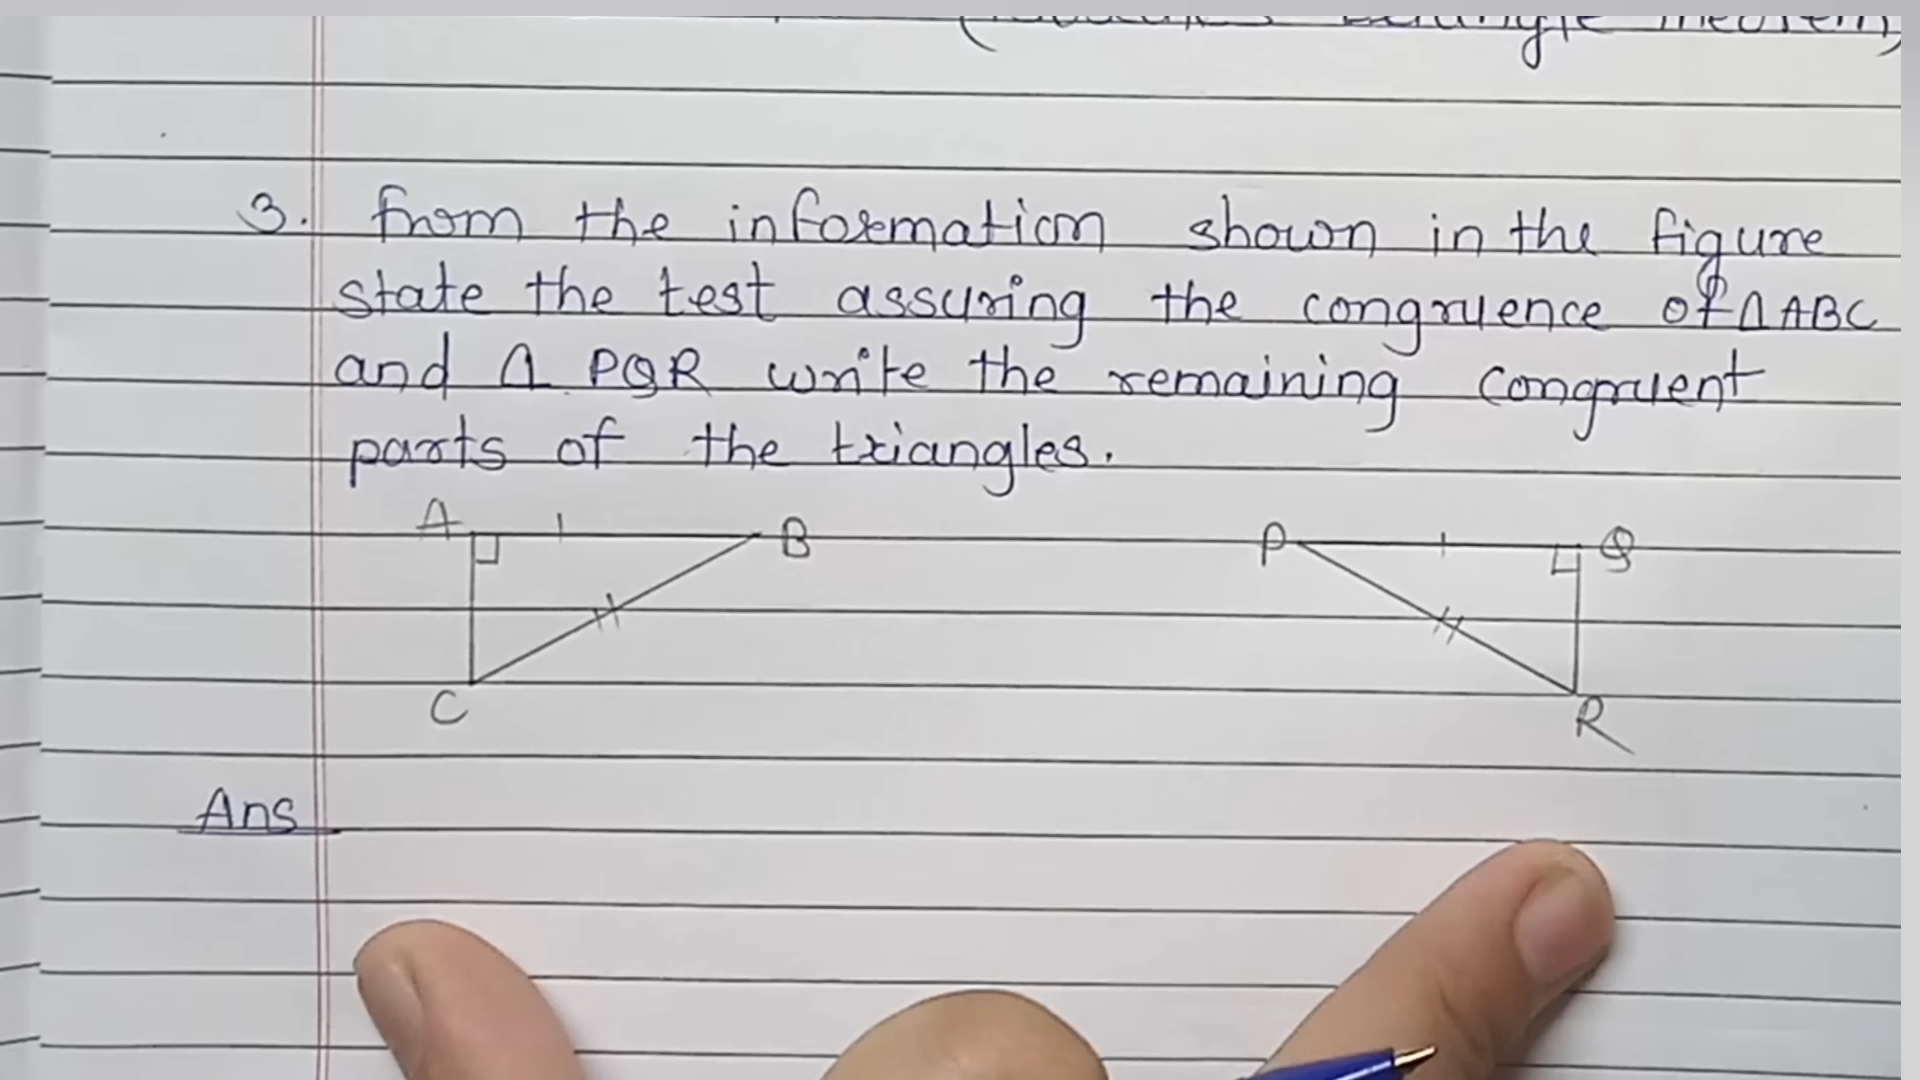 Theorem)
3. from the information shown in the figure
state the test assuring the congruence of Δ ABC
and Δ PQR write the remaining congruent
parts of the triangles.
A B P Q
C R
Ans